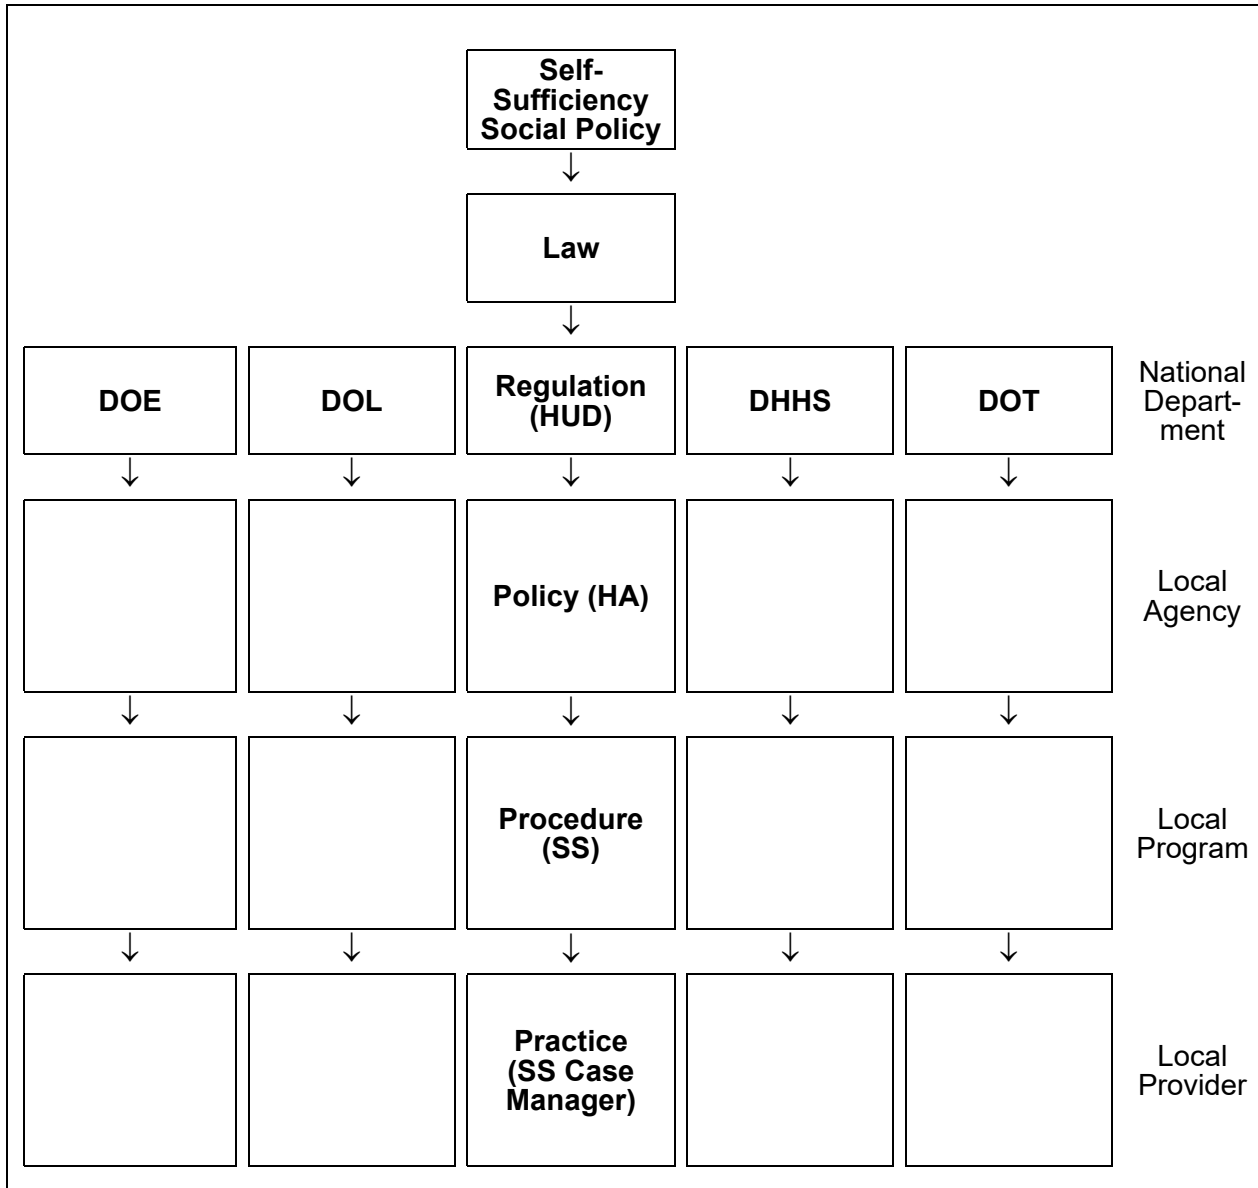 Self-
Sufficiency
Social Policy
↓
Law
↓
DOE
DOL
Regulation
(HUD)
DHHS
DOT
National
Depart-
ment
↓ ↓ ↓ ↓ ↓
Policy (HA)
Local
Agency
↓ ↓ ↓ ↓ ↓
Procedure
(SS)
Local
Program
↓ ↓ ↓ ↓ ↓
Practice
(SS Case
Manager)
Local
Provider